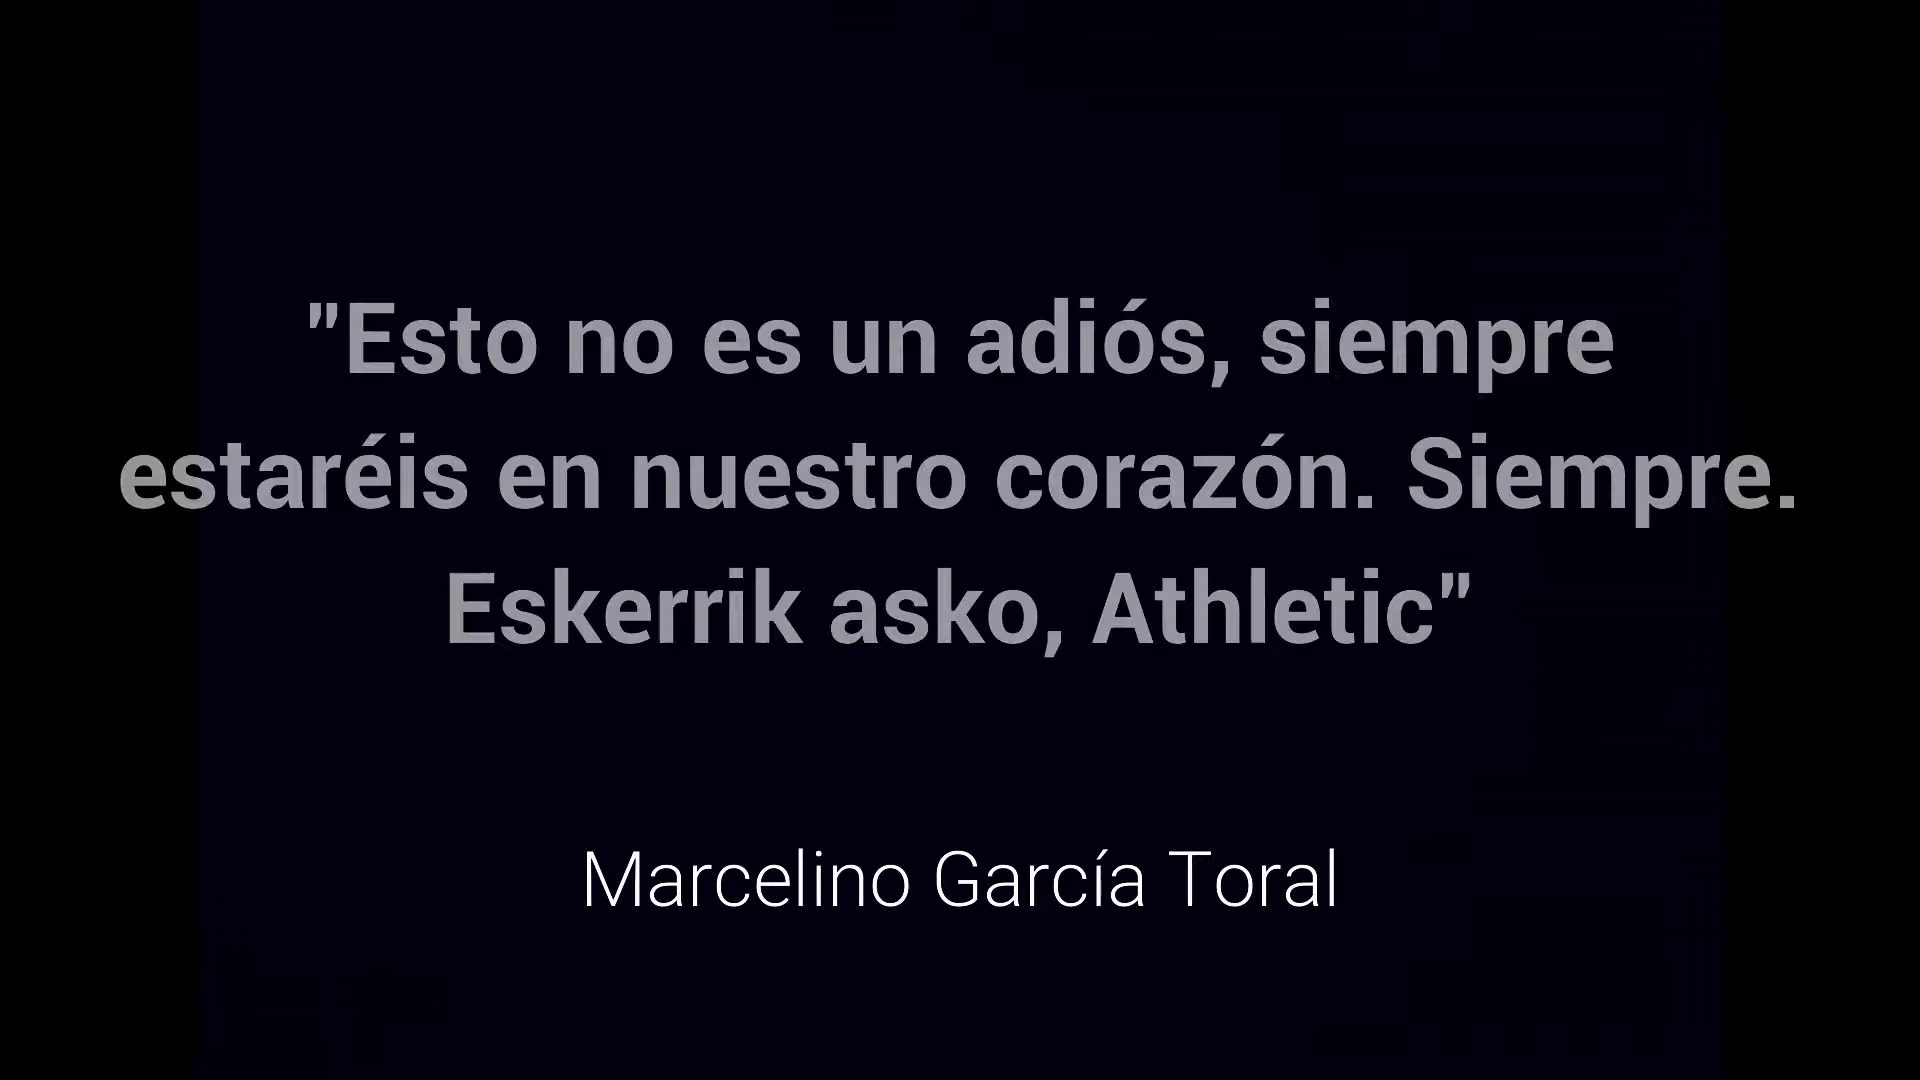 "Esto no es un adiós, siempre
estaréis en nuestro corazón. Siempre.
Eskerrik asko, Athletic"
Marcelino García Toral